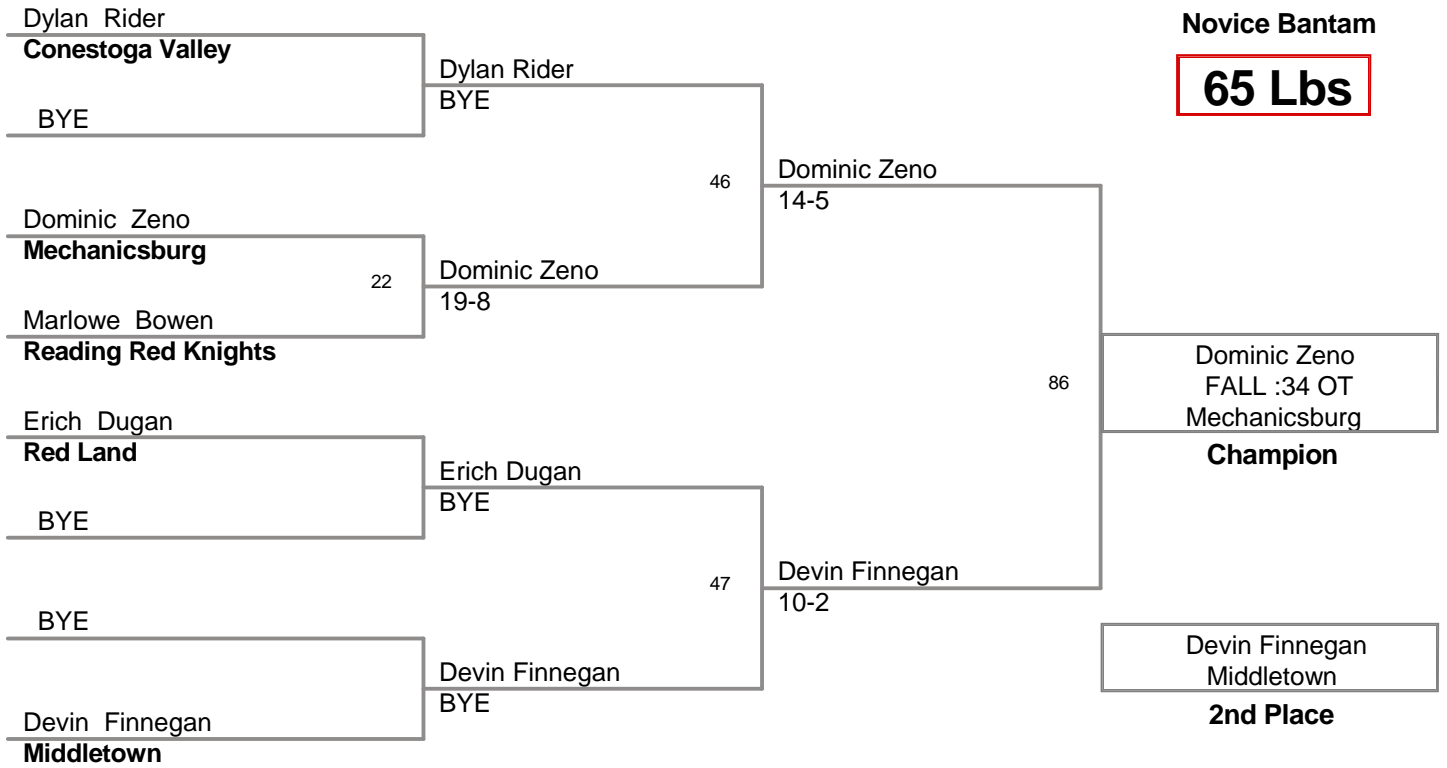 Dylan Rider
Conestoga Valley
BYE
Dominic Zeno
Mechanicsburg
22
Marlowe Bowen
Reading Red Knights
Erich Dugan
Red Land
BYE
BYE
Devin Finnegan
Middletown
Dylan Rider
BYE
46
Dominic Zeno
19-8
Erich Dugan
BYE
47
Devin Finnegan
BYE
Dominic Zeno
14-5
86
Devin Finnegan
10-2
Novice Bantam
65 Lbs
Dominic Zeno
FALL :34 OT
Mechanicsburg
Champion
Devin Finnegan
Middletown
2nd Place